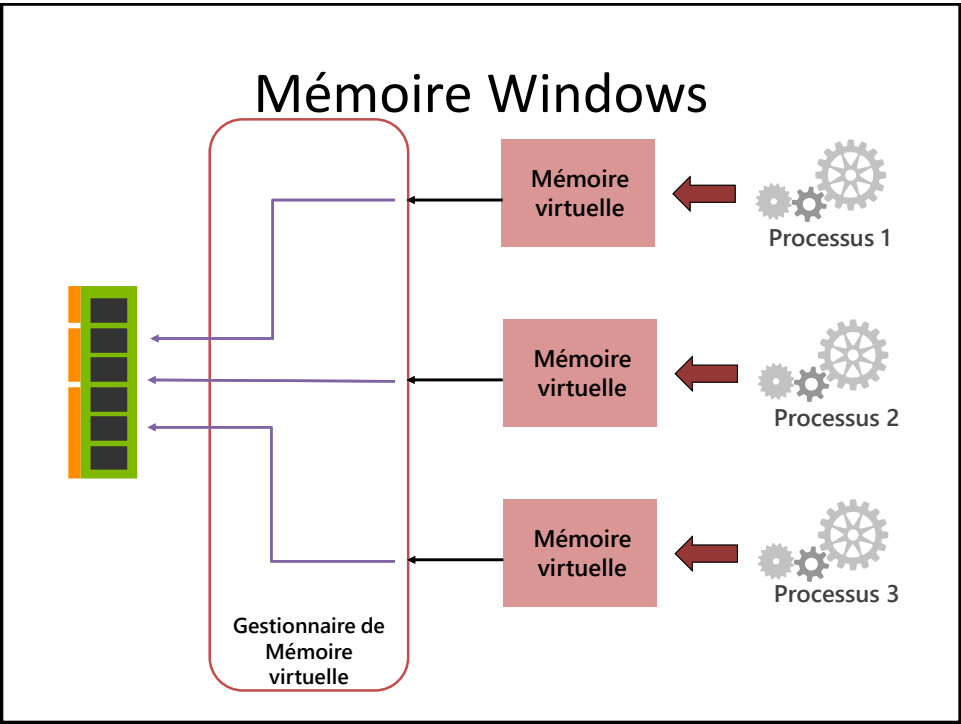 Mémoire Windows
Mémoire
virtuelle
Processus 1
Mémoire
virtuelle
Processus 2
Mémoire
virtuelle
Processus 3
Gestionnaire de
Mémoire
virtuelle